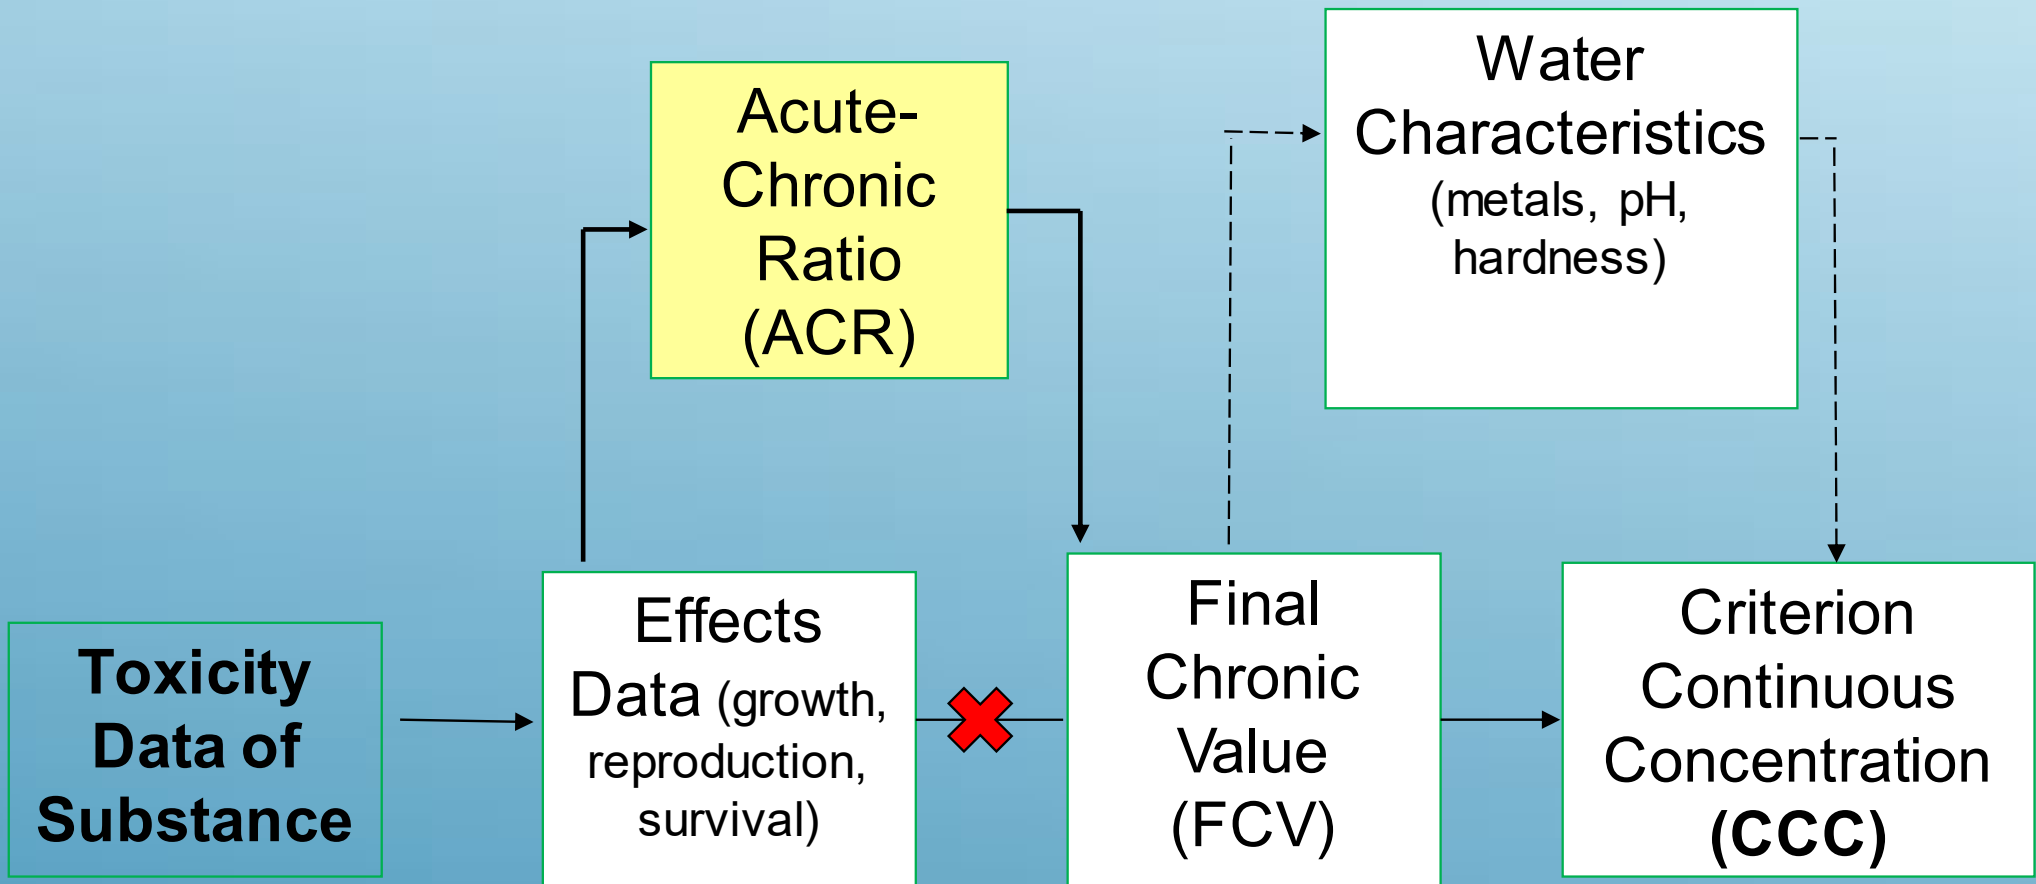 Toxicity
Data of
Substance
Effects
Data (growth,
reproduction,
survival)
Acute-
Chronic
Ratio
(ACR)
Final
Chronic
Value
(FCV)
Water
Characteristics
(metals, pH,
hardness)
Criterion
Continuous
Concentration
(CCC)